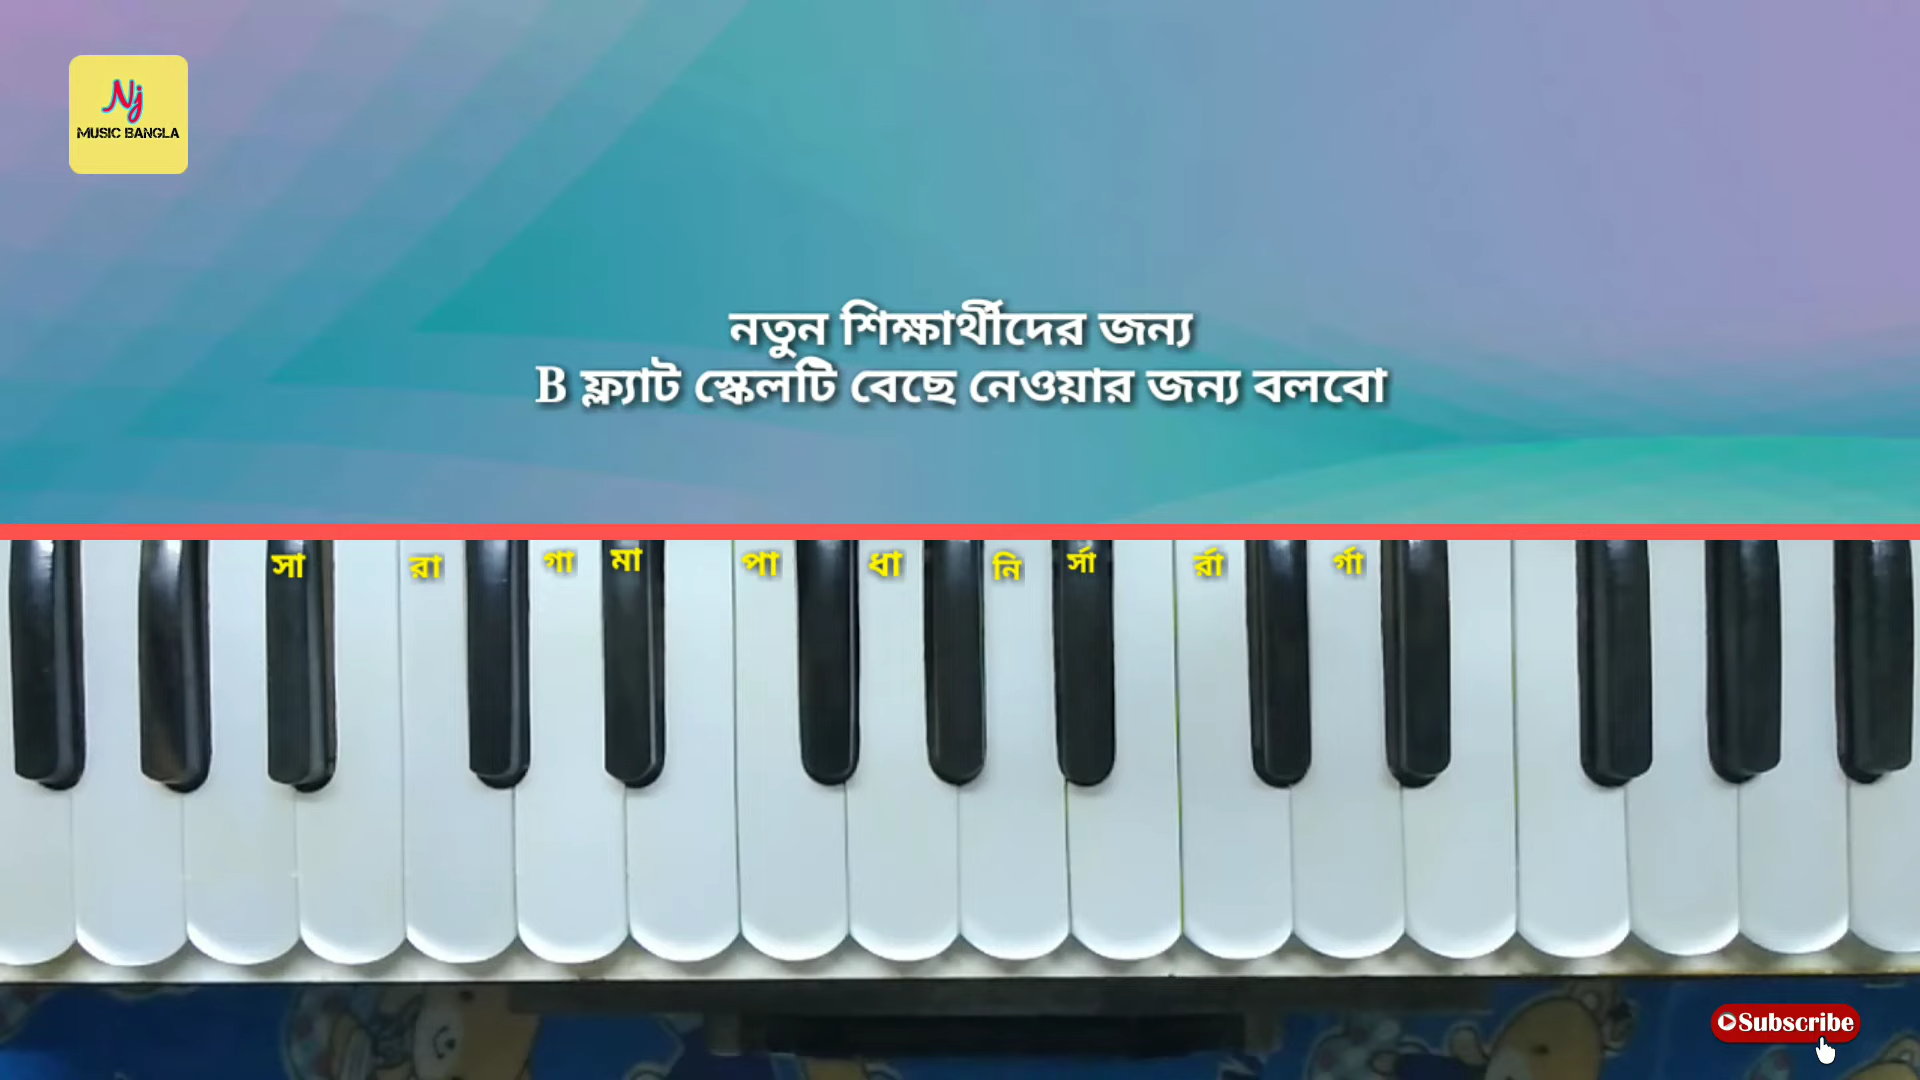 Nj
MUSIC BANGLA
নতুন শিক্ষার্থীদের জন্য
B ফ্ল্যাট স্কেলটি বেছে নেওয়ার জন্য বলবো
সা রা গা মা পা ধা নি র্সা র্রা র্গা
Subscribe